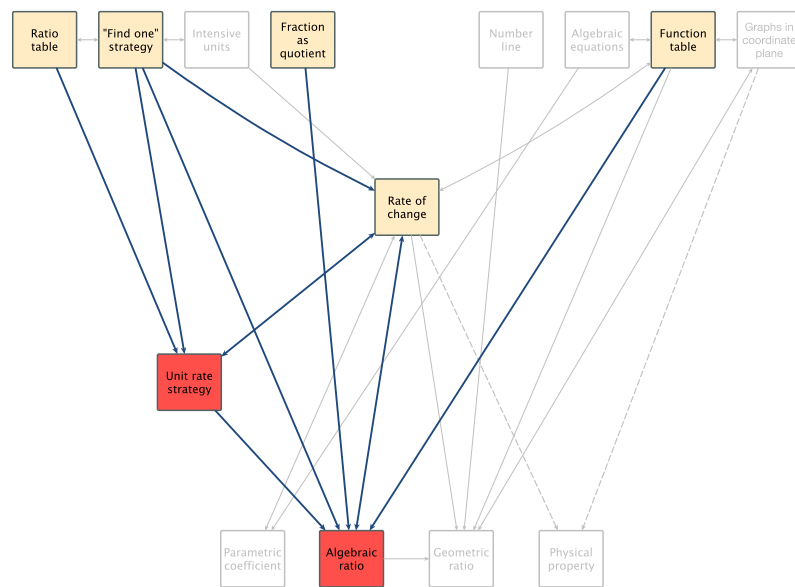 Ratio
table
"Find one"
strategy
Intensive
units
Fraction
as
quotient
Number
line
Algebraic
equations
Function
table
Graphs in
coordinate
plane
Rate of
change
Unit rate
strategy
Parametric
coefficient
Algebraic
ratio
Geometric
ratio
Physical
property